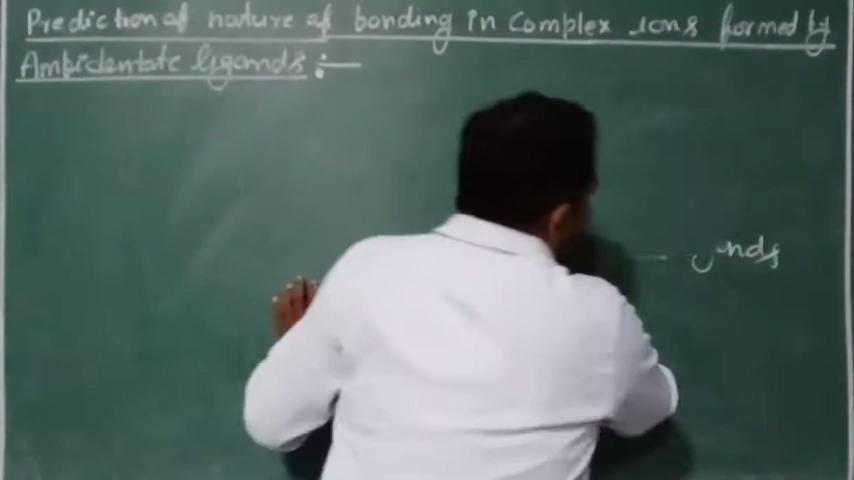 Prediction of nature of bonding in Complex ions formed by
Ambidentate ligands :—